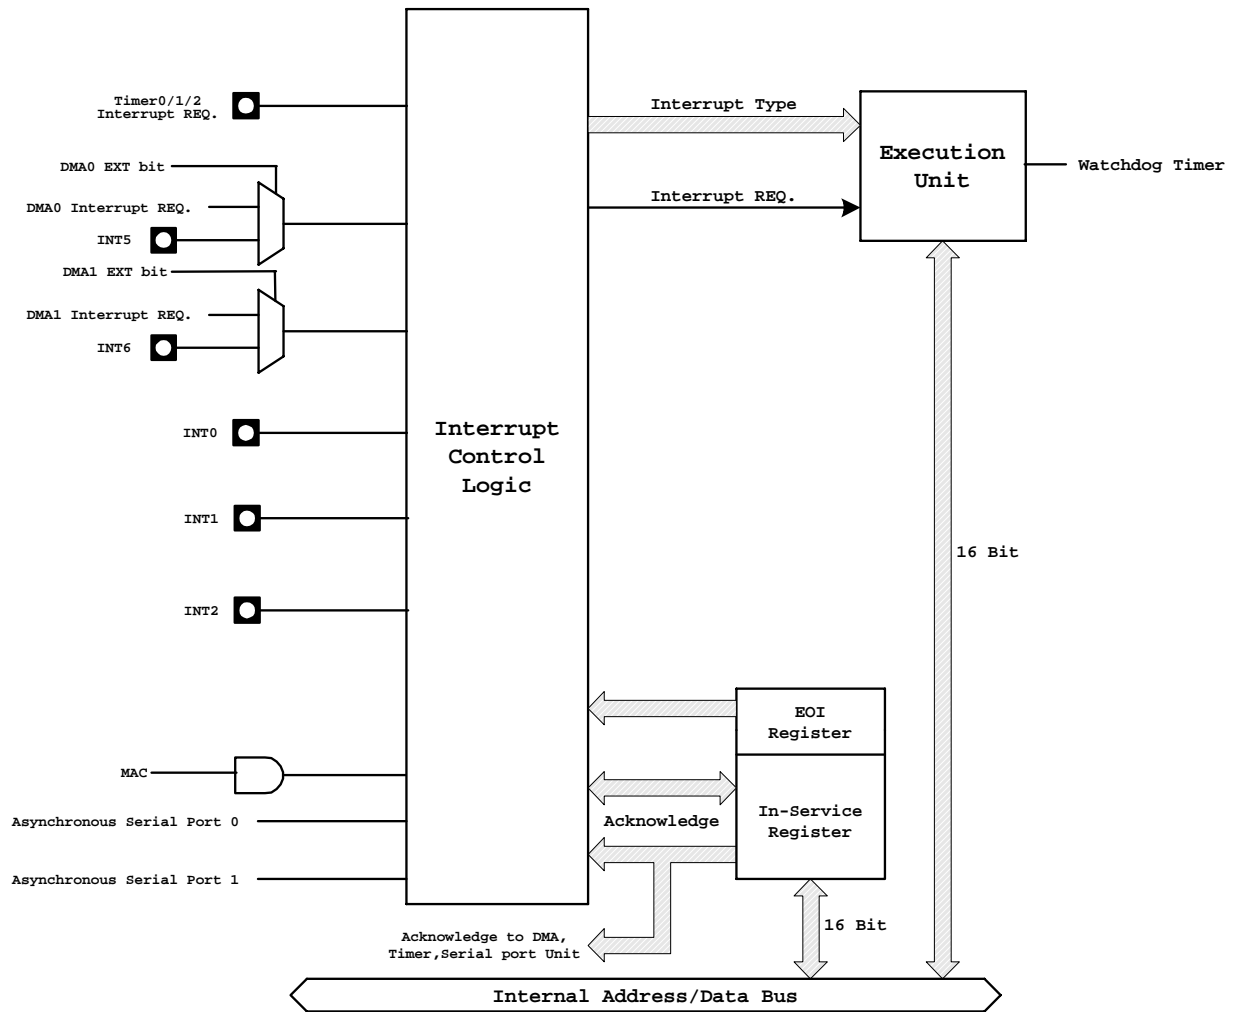 Timer0/1/2
Interrupt REQ.
DMA0 EXT bit
DMA0 Interrupt REQ.
INT5
DMA1 EXT bit
DMA1 Interrupt REQ.
INT6
INT0
INT1
INT2
MAC
Asynchronous Serial Port 0
Asynchronous Serial Port 1
Interrupt
Control
Logic
Interrupt Type
Interrupt REQ.
Execution
Unit
Watchdog Timer
16 Bit
EOI
Register
In-Service
Register
Acknowledge
Acknowledge to DMA,
Timer,Serial port Unit
16 Bit
Internal Address/Data Bus